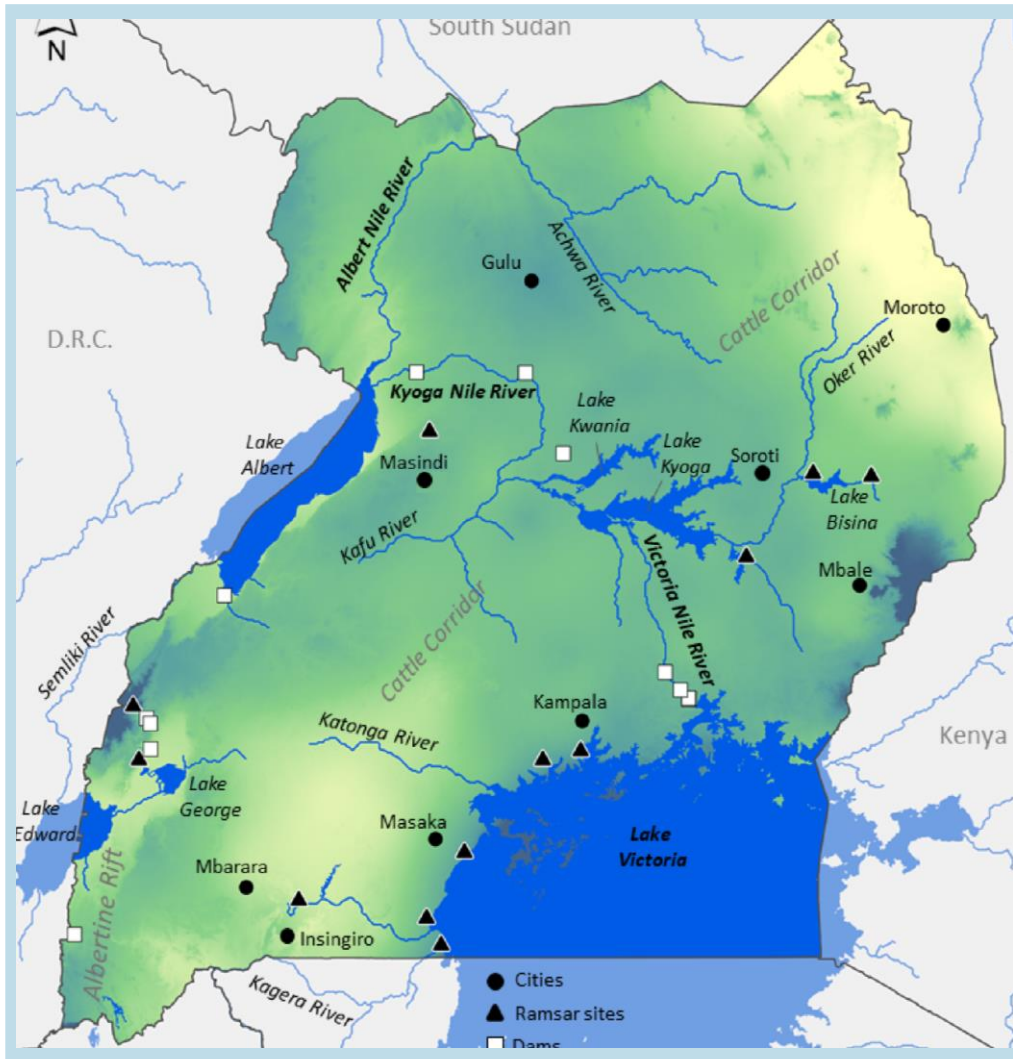 South Sudan
N
Albert Nile River
Achwa River
Gulu
Cattle Corridor
Moroto
D.R.C.
Oker River
Kyoga Nile River
Lake
Kwania
Lake
Albert
Lake
Kyoga
Masindi
Soroti
Lake
Bisina
Kafu River
Victoria Nile River
Mbale
Cattle Corridor
Semliki River
Kampala
Katonga River
Kenya
Lake
George
Lake
Edward
Masaka
Lake
Victoria
Mbarara
Albertine Rift
Insingiro
Kagera River
Cities
Ramsar sites
Dams